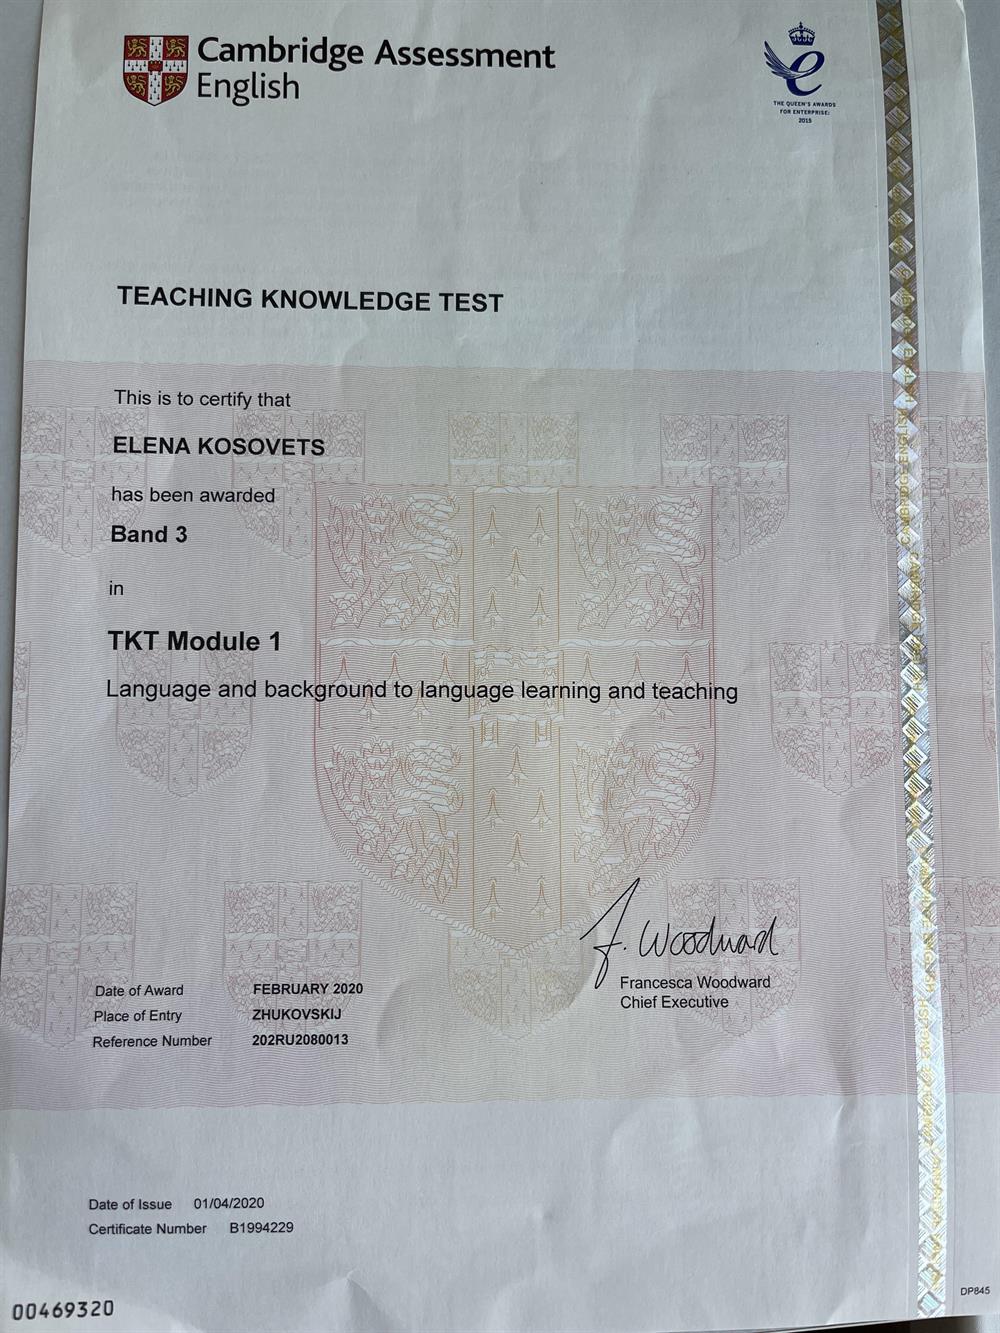 Cambridge Assessment
English
THE QUEEN'S AWARDS
FOR ENTERPRISE:
2015
TEACHING KNOWLEDGE TEST
This is to certify that
ELENA KOSOVETS
has been awarded
Band 3
in
TKT Module 1
Language and background to language learning and teaching
F. Woodward
Francesca Woodward
Chief Executive
Date of Award FEBRUARY 2020
Place of Entry ZHUKOVSKIJ
Reference Number 202RU2080013
Date of Issue 01/04/2020
Certificate Number B1994229
00469320
DP845